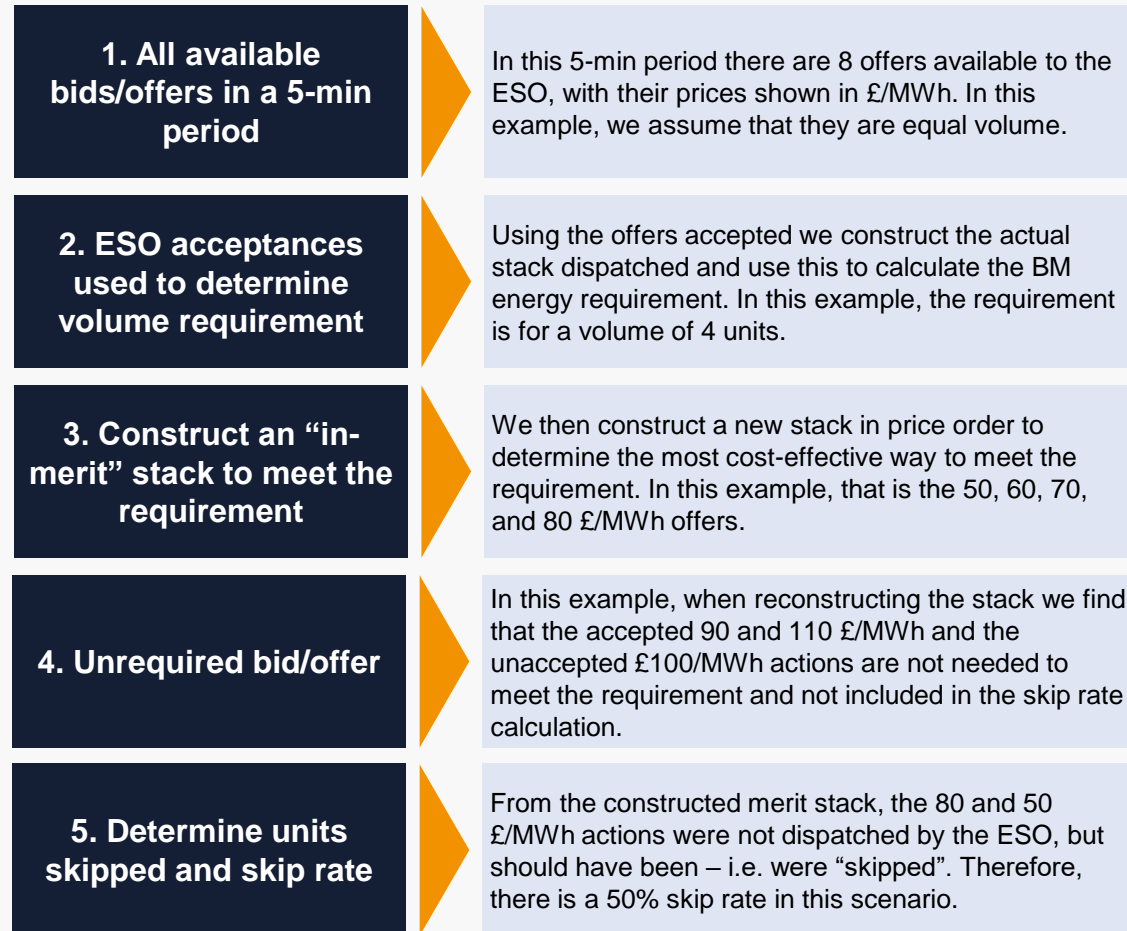 1. All available
bids/offers in a 5-min
period
In this 5-min period there are 8 offers available to the
ESO, with their prices shown in £/MWh. In this
example, we assume that they are equal volume.
2. ESO acceptances
used to determine
volume requirement
Using the offers accepted we construct the actual
stack dispatched and use this to calculate the BM
energy requirement. In this example, the requirement
is for a volume of 4 units.
3. Construct an “in-
merit” stack to meet the
requirement
We then construct a new stack in price order to
determine the most cost-effective way to meet the
requirement. In this example, that is the 50, 60, 70,
and 80 £/MWh offers.
4. Unrequired bid/offer
In this example, when reconstructing the stack we find
that the accepted 90 and 110 £/MWh and the
unaccepted £100/MWh actions are not needed to
meet the requirement and not included in the skip rate
calculation.
5. Determine units
skipped and skip rate
From the constructed merit stack, the 80 and 50
£/MWh actions were not dispatched by the ESO, but
should have been – i.e. were “skipped”. Therefore,
there is a 50% skip rate in this scenario.